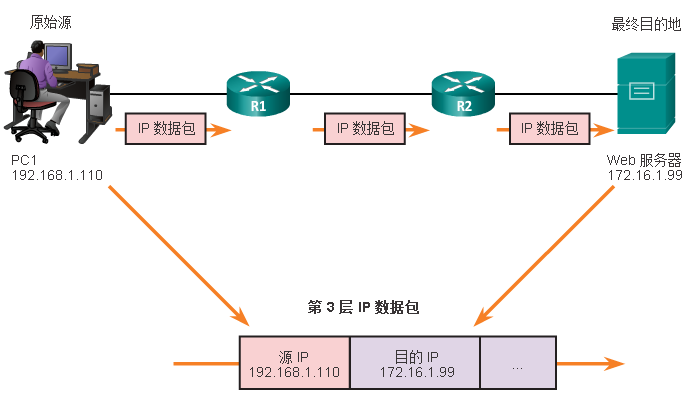 原始源
最终目的地
R1
R2
IP 数据包
IP 数据包
IP 数据包
PC1
192.168.1.110
Web 服务器
172.16.1.99
第 3 层 IP 数据包
源 IP
192.168.1.110
目的 IP
172.16.1.99
...